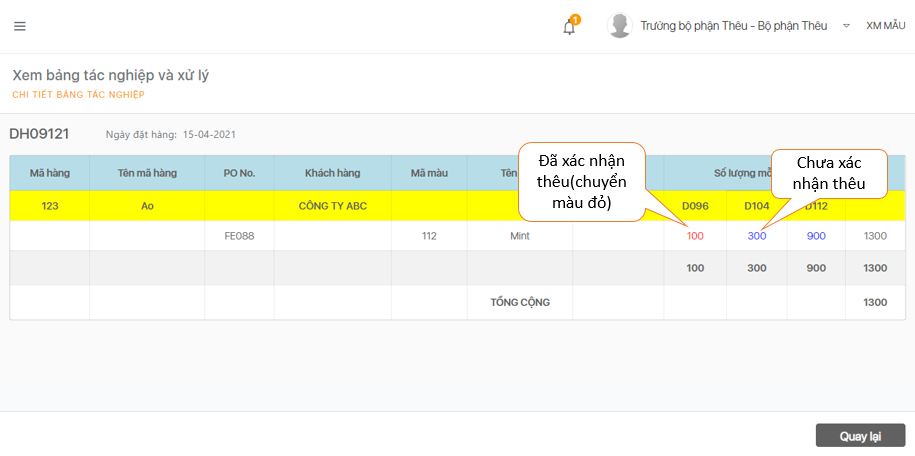 1
Trưởng bộ phận Thêu - Bộ phận Thêu
XM MẪU
Xem bảng tác nghiệp và xử lý
CHI TIẾT BẢNG TÁC NGHIỆP
DH09121 Ngày đặt hàng: 15-04-2021
Đã xác nhận
thêu(chuyển
màu đỏ)
Chưa xác
nhận thêu
Mã hàng Tên mã hàng PO No. Khách hàng Mã màu Tên Số lượng
123 Ao CÔNG TY ABC D096 D104 D112
FE088 112 Mint 100 300 900 1300
100 300 900 1300
TỔNG CỘNG 1300
Quay lại